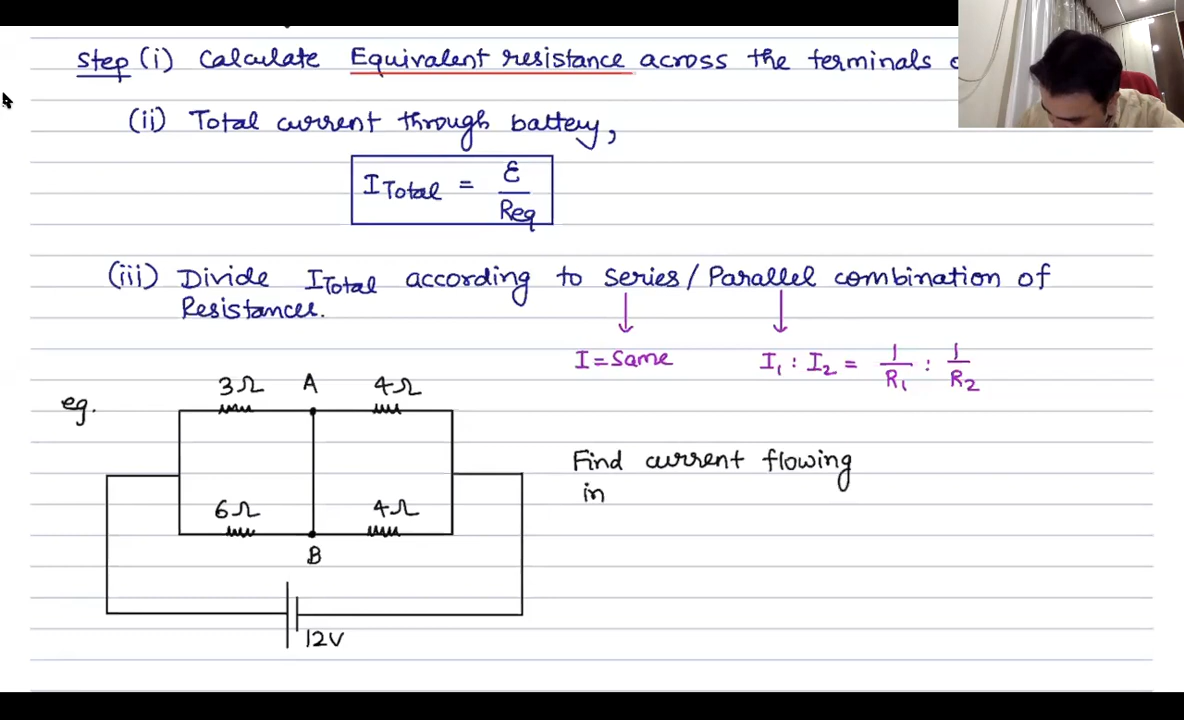 Step (i) Calculate Equivalent resistance across the terminals
(ii) Total current through battery,
I Total = ε / Req
(iii) Divide ITotal according to Series / Parallel combination of
Resistances.
I = Same
I₁ : I₂ = 1/R₁ : 1/R₂
eg.
3Ω A 4Ω
Find current flowing
in
6Ω 4Ω
B
12V